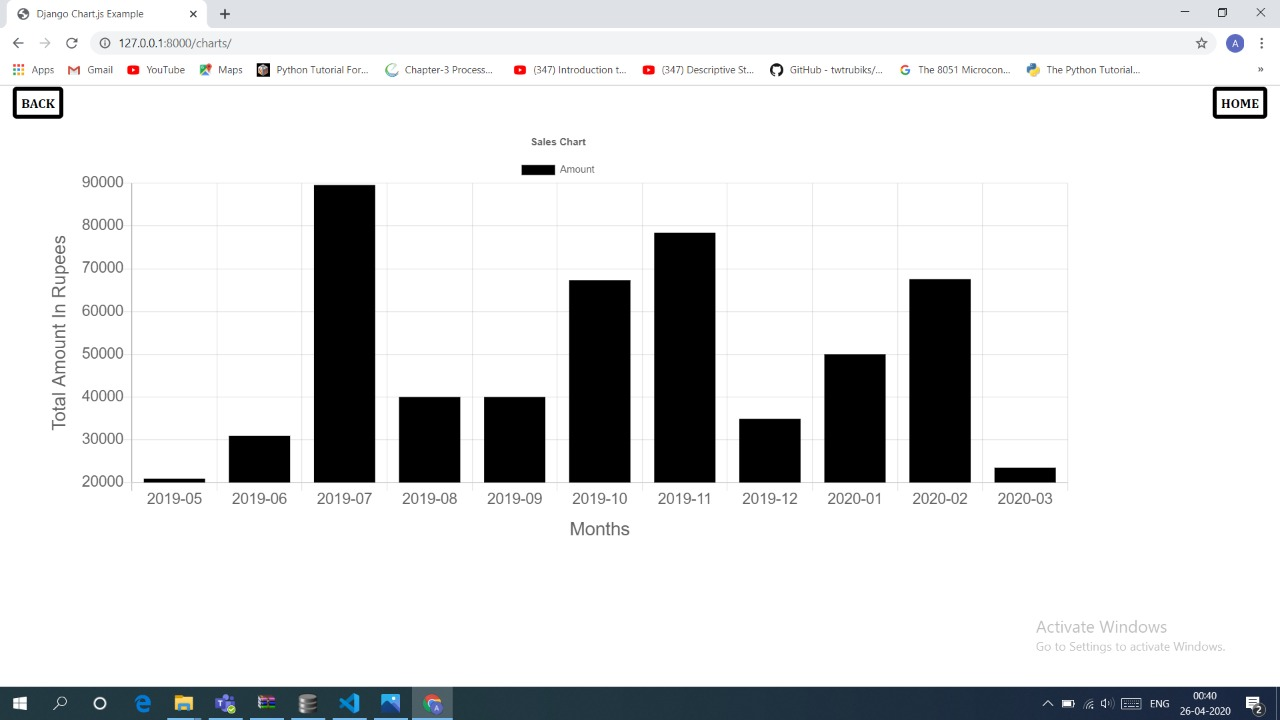 Django Chart.js Example
127.0.0.1:8000/charts/
A
Apps
Gmail
YouTube
Maps
Python Tutorial For...
Chapter-3 Process...
(347) Introduction t...
(347) Descriptive St...
GitHub - twtrubiks/...
The 8051 Microcon...
The Python Tutorial...
»
BACK
HOME
Sales Chart
Amount
Total Amount In Rupees
90000
80000
70000
60000
50000
40000
30000
20000
2019-05 2019-06 2019-07 2019-08 2019-09 2019-10 2019-11 2019-12 2020-01 2020-02 2020-03
Months
Activate Windows
Go to Settings to activate Windows.
ENG
00:40
26-04-2020
2